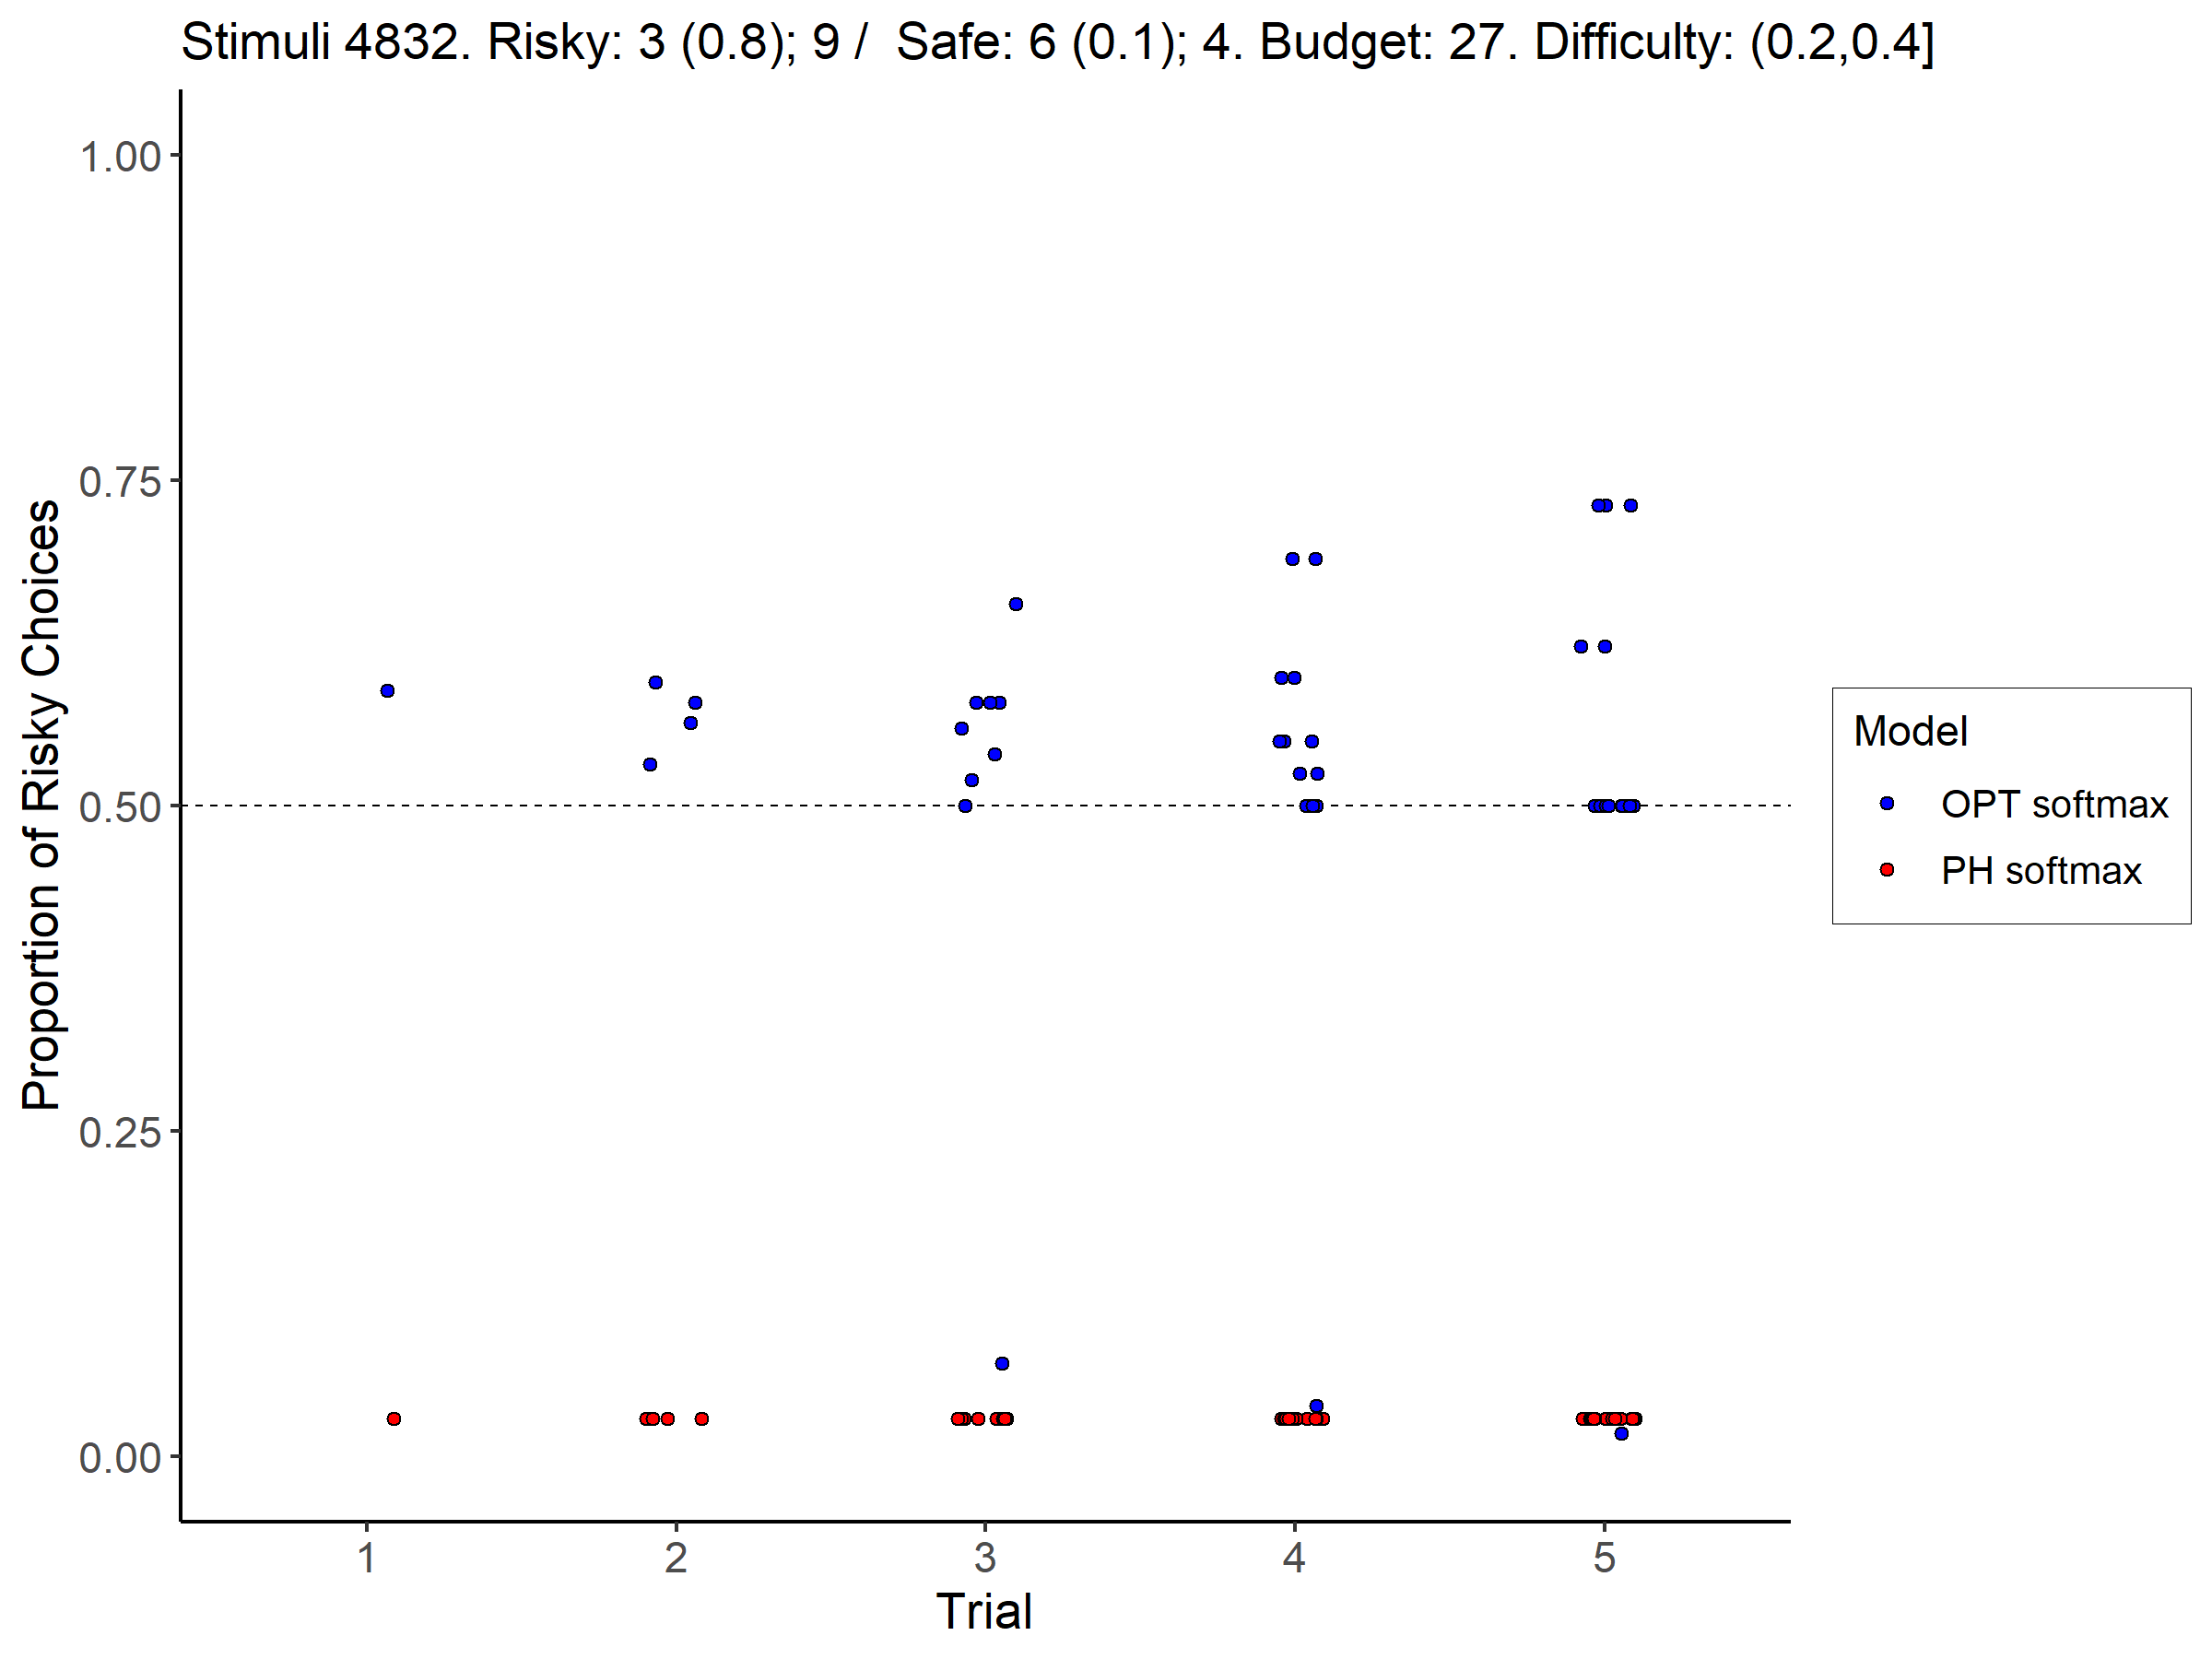 Stimuli 4832. Risky: 3 (0.8); 9 /  Safe: 6 (0.1); 4. Budget: 27. Difficulty: (0.2,0.4]
Proportion of Risky Choices
1.00
0.75
0.50
0.25
0.00
1 2 3 4 5
Trial
Model
OPT softmax
PH softmax